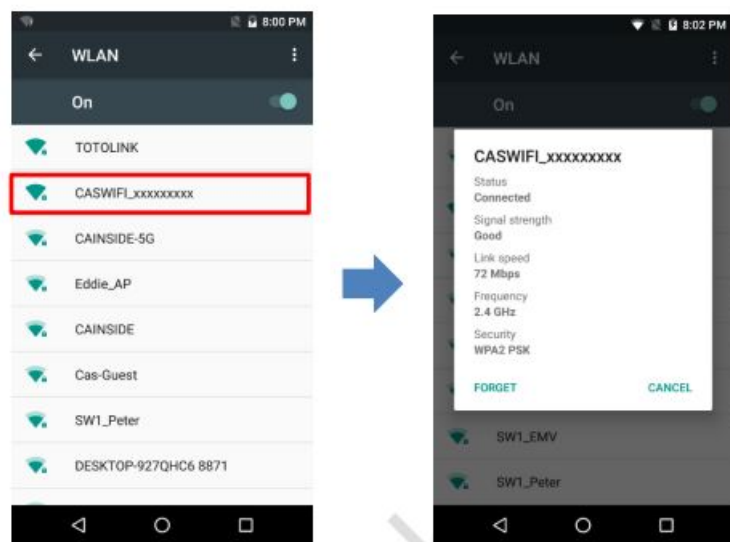 8:00 PM
WLAN
On
TOTOLINK
CASWIFI_xxxxxxxxx
CAINSIDE-5G
Eddie_AP
CAINSIDE
Cas-Guest
SW1_Peter
DESKTOP-927QHC6 8871
8:02 PM
WLAN
On
CASWIFI_xxxxxxxxx
Status
Connected
Signal strength
Good
Link speed
72 Mbps
Frequency
2.4 GHz
Security
WPA2 PSK
FORGET CANCEL
SW1_EMV
SW1_Peter